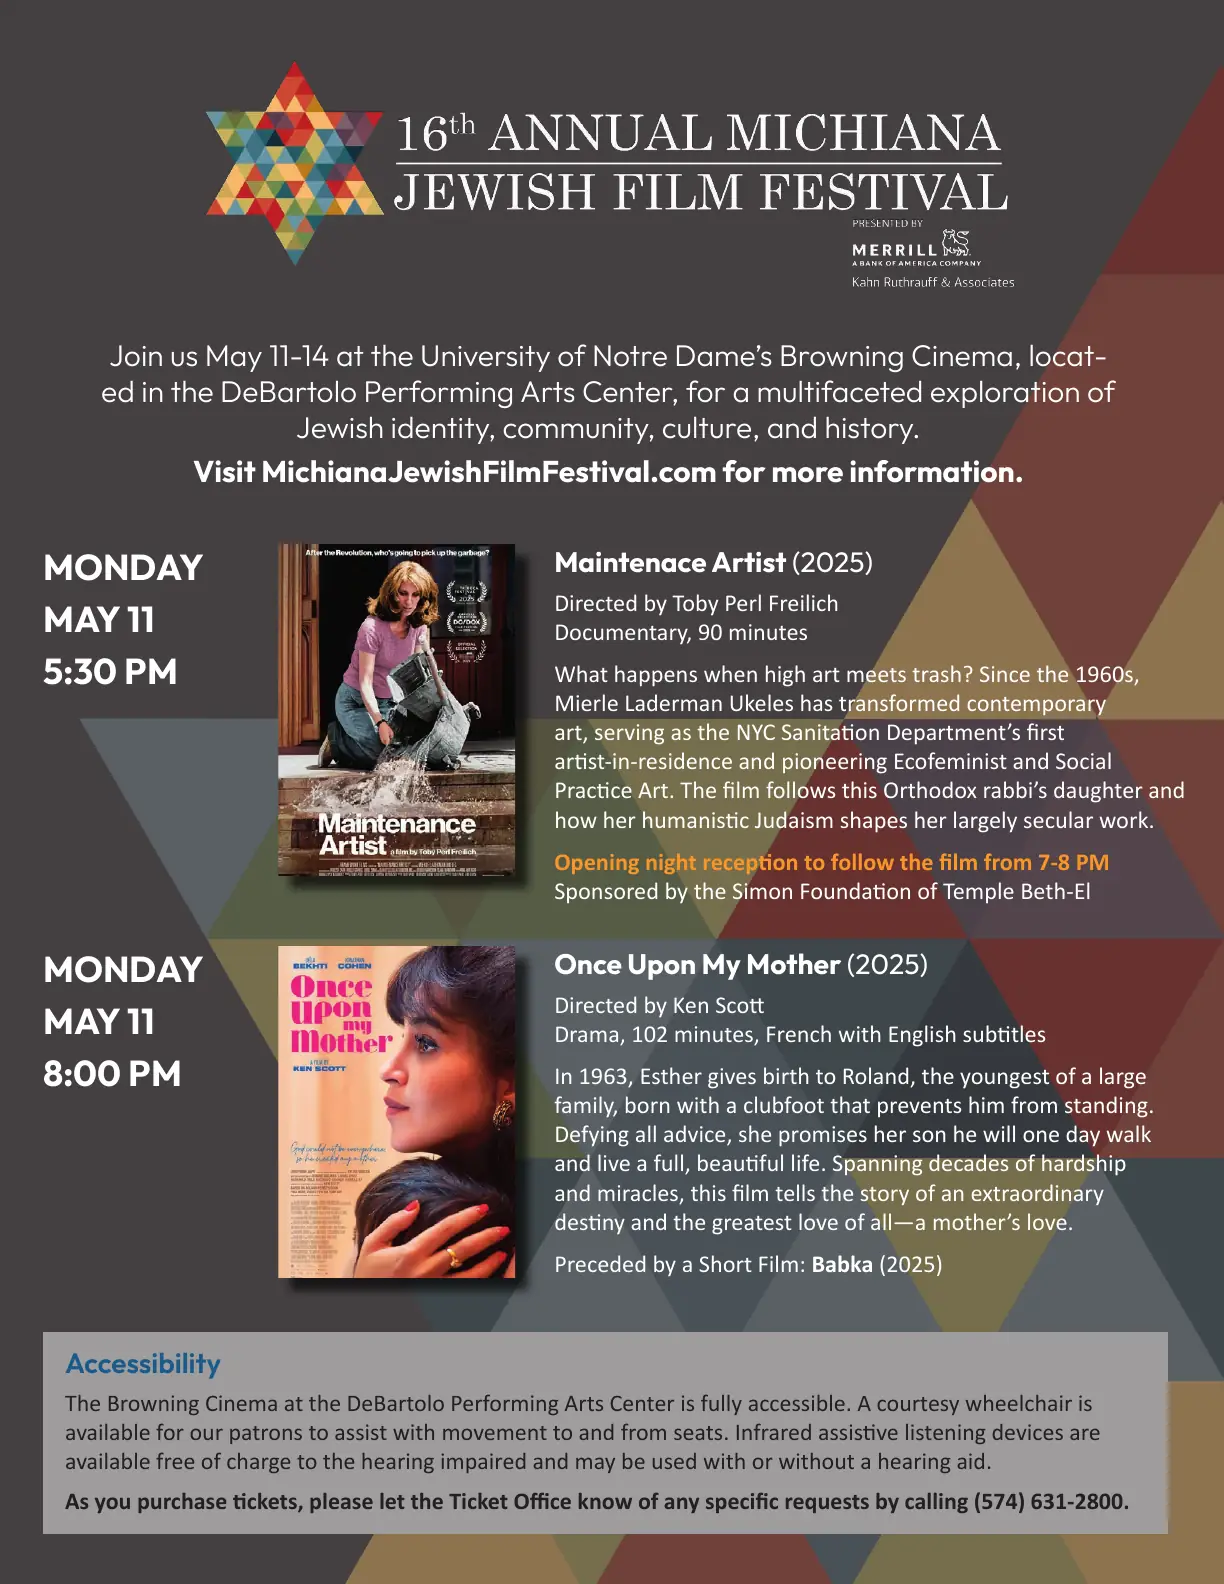 16th ANNUAL MICHIANA
JEWISH FILM FESTIVAL
PRESENTED BY
MERRILL
A BANK OF AMERICA COMPANY
Kahn Ruthrauff & Associates
Join us May 11-14 at the University of Notre Dame's Browning Cinema, locat-
ed in the DeBartolo Performing Arts Center, for a multifaceted exploration of
Jewish identity, community, culture, and history.
Visit MichianaJewishFilmFestival.com for more information.
MONDAY
MAY 11
5:30 PM
After the Revolution, who's going to pick up the garbage?
2025
DC/DOX
Maintenance
Artist a film by Toby Perl Freilich
Maintenace Artist (2025)
Directed by Toby Perl Freilich
Documentary, 90 minutes
What happens when high art meets trash? Since the 1960s,
Mierle Laderman Ukeles has transformed contemporary
art, serving as the NYC Sanitation Department's first
artist-in-residence and pioneering Ecofeminist and Social
Practice Art. The film follows this Orthodox rabbi's daughter and
how her humanistic Judaism shapes her largely secular work.
Opening night reception to follow the film from 7-8 PM
Sponsored by the Simon Foundation of Temple Beth-El
MONDAY
MAY 11
8:00 PM
BEKHTI COHEN
Once
Upon
my
Mother
A FILM BY
KEN SCOTT
God could not be everywhere
so he created my mother
Once Upon My Mother (2025)
Directed by Ken Scott
Drama, 102 minutes, French with English subtitles
In 1963, Esther gives birth to Roland, the youngest of a large
family, born with a clubfoot that prevents him from standing.
Defying all advice, she promises her son he will one day walk
and live a full, beautiful life. Spanning decades of hardship
and miracles, this film tells the story of an extraordinary
destiny and the greatest love of all—a mother's love.
Preceded by a Short Film: Babka (2025)
Accessibility
The Browning Cinema at the DeBartolo Performing Arts Center is fully accessible. A courtesy wheelchair is
available for our patrons to assist with movement to and from seats. Infrared assistive listening devices are
available free of charge to the hearing impaired and may be used with or without a hearing aid.
As you purchase tickets, please let the Ticket Office know of any specific requests by calling (574) 631-2800.